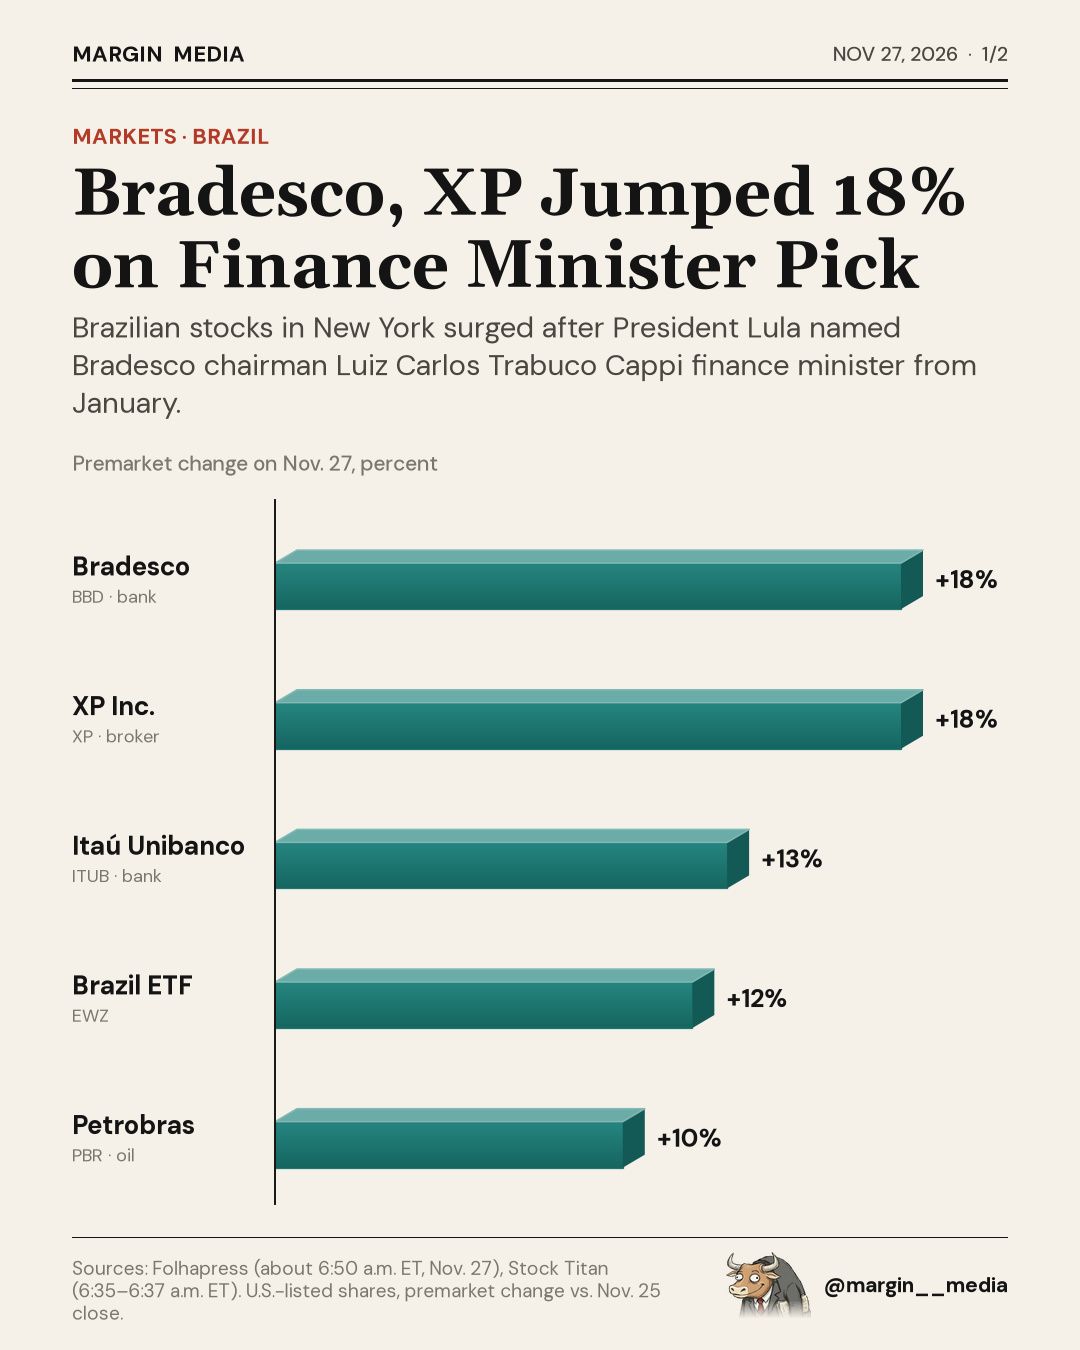 MARGIN MEDIA
NOV 27, 2026 · 1/2
MARKETS · BRAZIL
Bradesco, XP Jumped 18%
on Finance Minister Pick
Brazilian stocks in New York surged after President Lula named
Bradesco chairman Luiz Carlos Trabuco Cappi finance minister from
January.
Premarket change on Nov. 27, percent
Bradesco
BBD · bank
+18%
XP Inc.
XP · broker
+18%
Itaú Unibanco
ITUB · bank
+13%
Brazil ETF
EWZ
+12%
Petrobras
PBR · oil
+10%
Sources: Folhapress (about 6:50 a.m. ET, Nov. 27), Stock Titan
(6:35–6:37 a.m. ET). U.S.-listed shares, premarket change vs. Nov. 25
close.
@margin__media